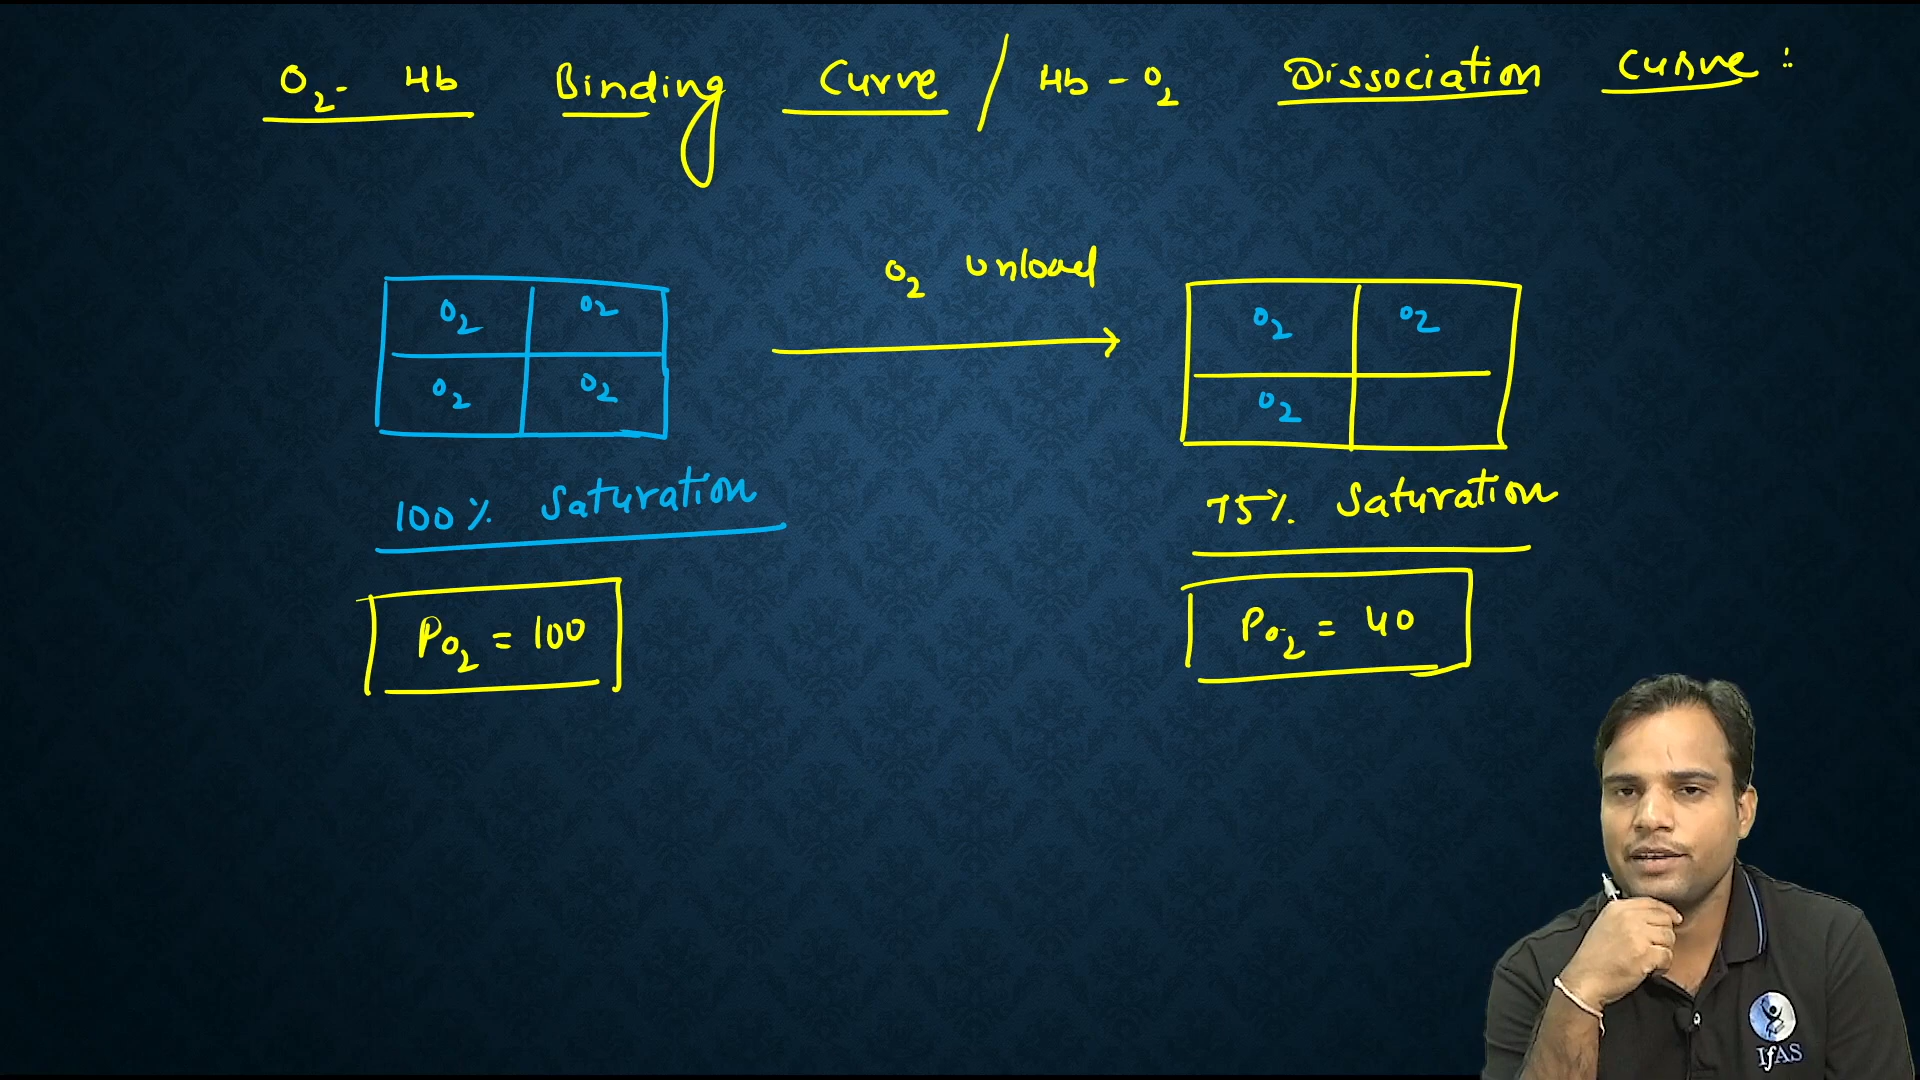 O₂- Hb Binding Curve / Hb - O₂ Dissociation Curve :
O₂ unload
O₂ O₂ O₂ O₂
O₂ O₂ O₂
100% Saturation 75% Saturation
PO₂ = 100 PO₂ = 40
IfAS